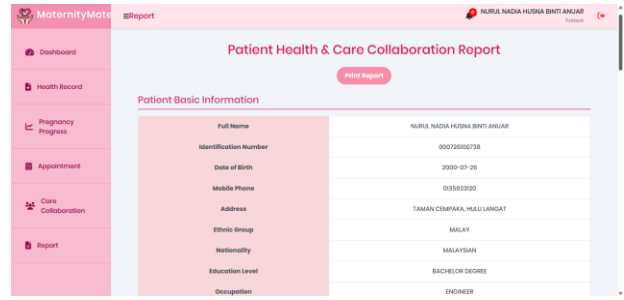 MaternityMate
Report
0
NURUL NADIA HUSNA BINTI ANUAR
Patient
Dashboard
Health Record
Pregnancy
Progress
Appointment
Care
Collaboration
Report
Patient Health & Care Collaboration Report
Print Report
Patient Basic Information
Full Name NURUL NADIA HUSNA BINTI ANUAR
Identification Number 000726100738
Date of Birth 2000-07-26
Mobile Phone 0135933120
Address TAMAN CEMPAKA, HULU LANGAT
Ethnic Group MALAY
Nationality MALAYSIAN
Education Level BACHELOR DEGREE
Occupation ENGINEER